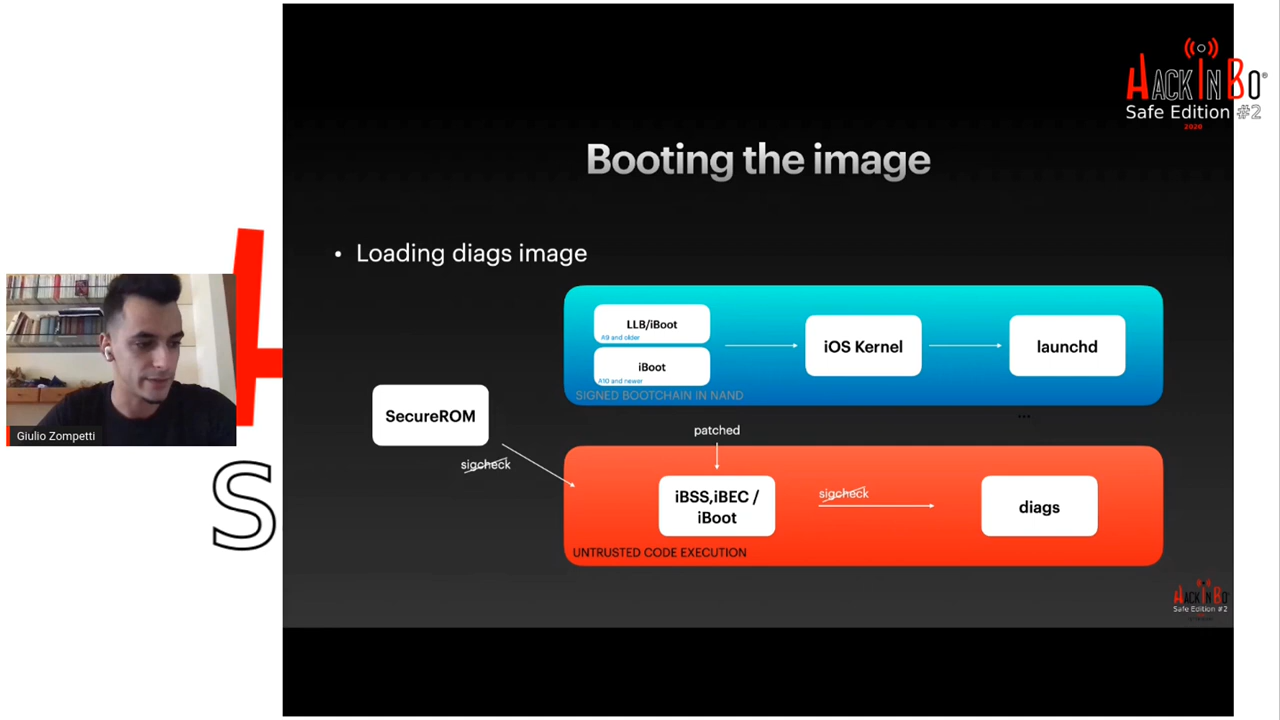 HACKINBO®
Safe Edition #2
2020
Booting the image
• Loading diags image
LLB/iBoot
A9 and older
iBoot
A10 and newer
iOS Kernel
launchd
SIGNED BOOTCHAIN IN NAND
...
SecureROM
sigcheck
patched
iBSS,iBEC /
iBoot
sigcheck
diags
UNTRUSTED CODE EXECUTION
Giulio Zompetti
S
HACKINBO®
Safe Edition #2